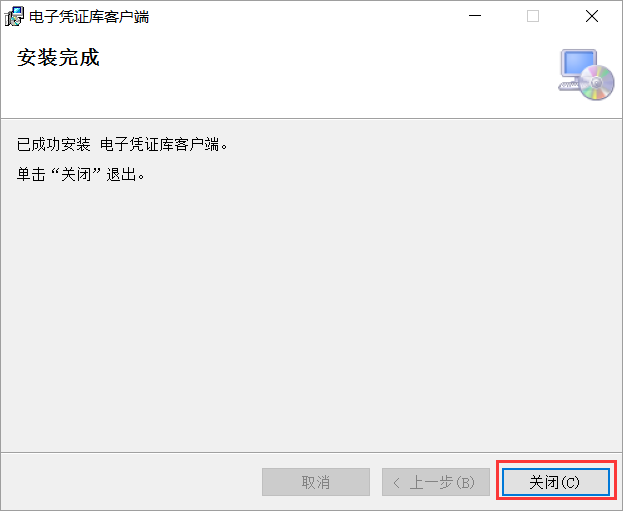 电子凭证库客户端
安装完成
已成功安装 电子凭证库客户端。
单击“关闭”退出。
取消
< 上一步(B)
关闭(C)